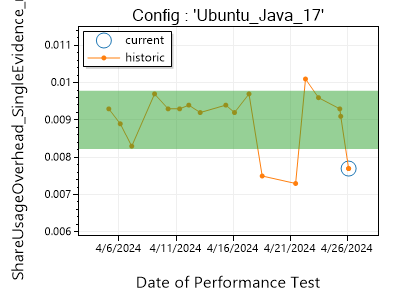 Config : 'Ubuntu_Java_17'
current
historic
0.011
0.01
0.009
0.008
0.007
0.006
4/6/2024
4/11/2024
4/16/2024
4/21/2024
4/26/2024
Date of Performance Test
ShareUsageOverhead_SingleEvidence_